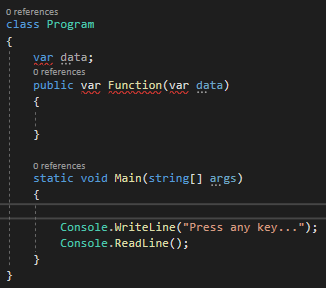 0 references
class Program
{
var data;
0 references
public var Function(var data)
{
}
0 references
static void Main(string[] args)
{
Console.WriteLine("Press any key...");
Console.ReadLine();
}
}